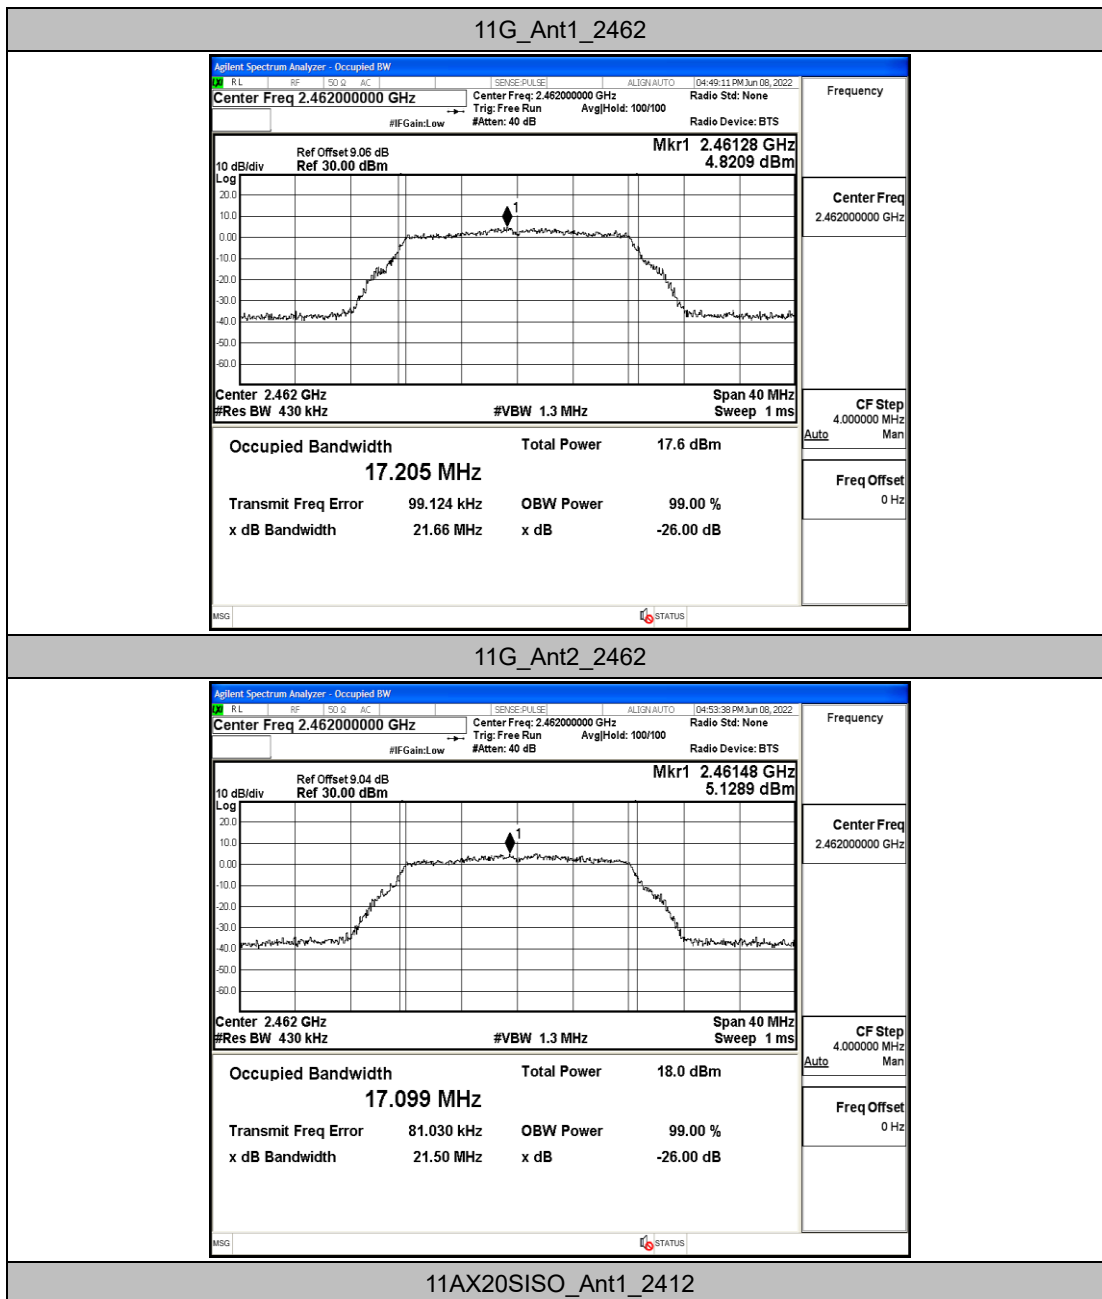 11G_Ant1_2462
Agilent Spectrum Analyzer - Occupied BW
RL RF 50 Ω AC SENSE:PULSE ALIGN AUTO 04:49:11 PM Jun 08, 2022
Center Freq 2.462000000 GHz
Center Freq: 2.462000000 GHz
Radio Std: None
Trig: Free Run Avg|Hold: 100/100
#IFGain:Low #Atten: 40 dB Radio Device: BTS
Frequency
Mkr1 2.46128 GHz
4.8209 dBm
Ref Offset 9.06 dB
10 dB/div Ref 30.00 dBm
Log
20.0
10.0
0.00
-10.0
-20.0
-30.0
-40.0
-50.0
-60.0
1
Center Freq
2.462000000 GHz
Center 2.462 GHz Span 40 MHz
#Res BW 430 kHz #VBW 1.3 MHz Sweep 1 ms
CF Step
4.000000 MHz
Auto Man
Occupied Bandwidth Total Power 17.6 dBm
17.205 MHz
Transmit Freq Error 99.124 kHz OBW Power 99.00 %
x dB Bandwidth 21.66 MHz x dB -26.00 dB
Freq Offset
0 Hz
MSG STATUS
11G_Ant2_2462
Agilent Spectrum Analyzer - Occupied BW
RL RF 50 Ω AC SENSE:PULSE ALIGN AUTO 04:53:38 PM Jun 08, 2022
Center Freq 2.462000000 GHz
Center Freq: 2.462000000 GHz
Radio Std: None
Trig: Free Run Avg|Hold: 100/100
#IFGain:Low #Atten: 40 dB Radio Device: BTS
Frequency
Mkr1 2.46148 GHz
5.1289 dBm
Ref Offset 9.04 dB
10 dB/div Ref 30.00 dBm
Log
20.0
10.0
0.00
-10.0
-20.0
-30.0
-40.0
-50.0
-60.0
1
Center Freq
2.462000000 GHz
Center 2.462 GHz Span 40 MHz
#Res BW 430 kHz #VBW 1.3 MHz Sweep 1 ms
CF Step
4.000000 MHz
Auto Man
Occupied Bandwidth Total Power 18.0 dBm
17.099 MHz
Transmit Freq Error 81.030 kHz OBW Power 99.00 %
x dB Bandwidth 21.50 MHz x dB -26.00 dB
Freq Offset
0 Hz
MSG STATUS
11AX20SISO_Ant1_2412